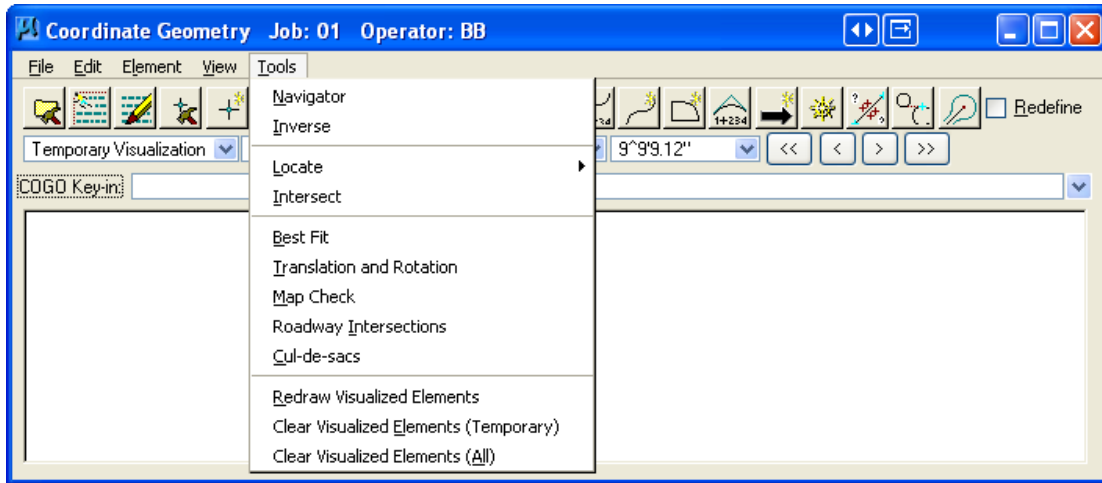 Coordinate Geometry Job: 01 Operator: BB
File Edit Element View Tools
1+234
Redefine
Temporary Visualization
9^9'9.12"
<< < > >>
COGO Key-in:
Navigator
Inverse
Locate
Intersect
Best Fit
Translation and Rotation
Map Check
Roadway Intersections
Cul-de-sacs
Redraw Visualized Elements
Clear Visualized Elements (Temporary)
Clear Visualized Elements (All)